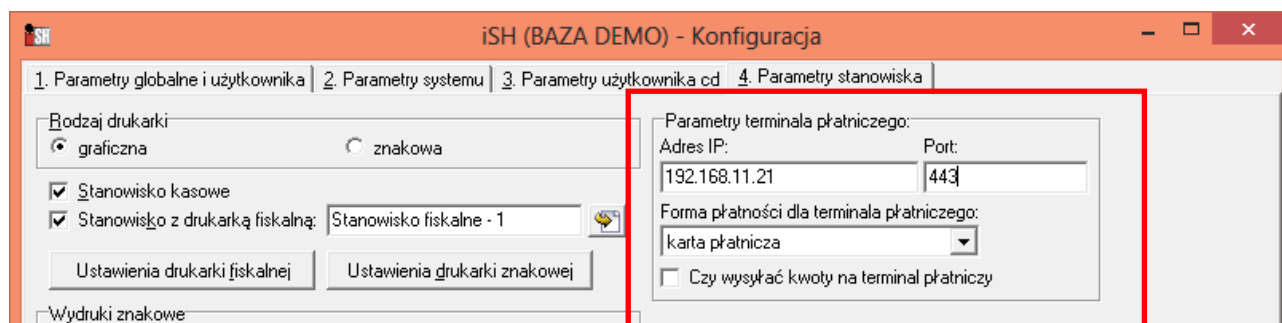 iSH
iSH (BAZA DEMO) - Konfiguracja
1. Parametry globalne i użytkownika
2. Parametry systemu
3. Parametry użytkownika cd
4. Parametry stanowiska
Rodzaj drukarki
graficzna
znakowa
Stanowisko kasowe
Stanowisko z drukarką fiskalną:
Stanowisko fiskalne - 1
Ustawienia drukarki fiskalnej
Ustawienia drukarki znakowej
Wydruki znakowe
Parametry terminala płatniczego:
Adres IP:
Port:
192.168.11.21
443
Forma płatności dla terminala płatniczego:
karta płatnicza
Czy wysyłać kwoty na terminal płatniczy